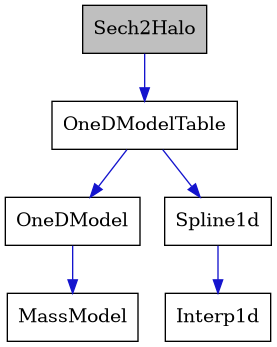 Sech2Halo
OneDModelTable
OneDModel
Spline1d
MassModel
Interp1d